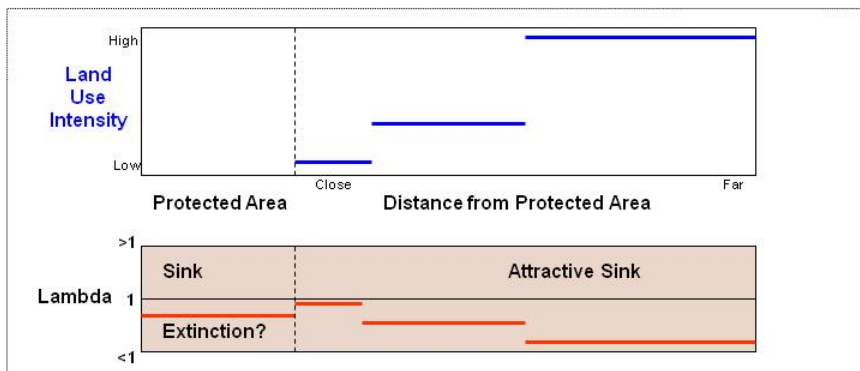 High
Land
Use
Intensity
Low
Close
Far
Protected Area
Distance from Protected Area
>1
Sink
Attractive Sink
Lambda
1
Extinction?
<1